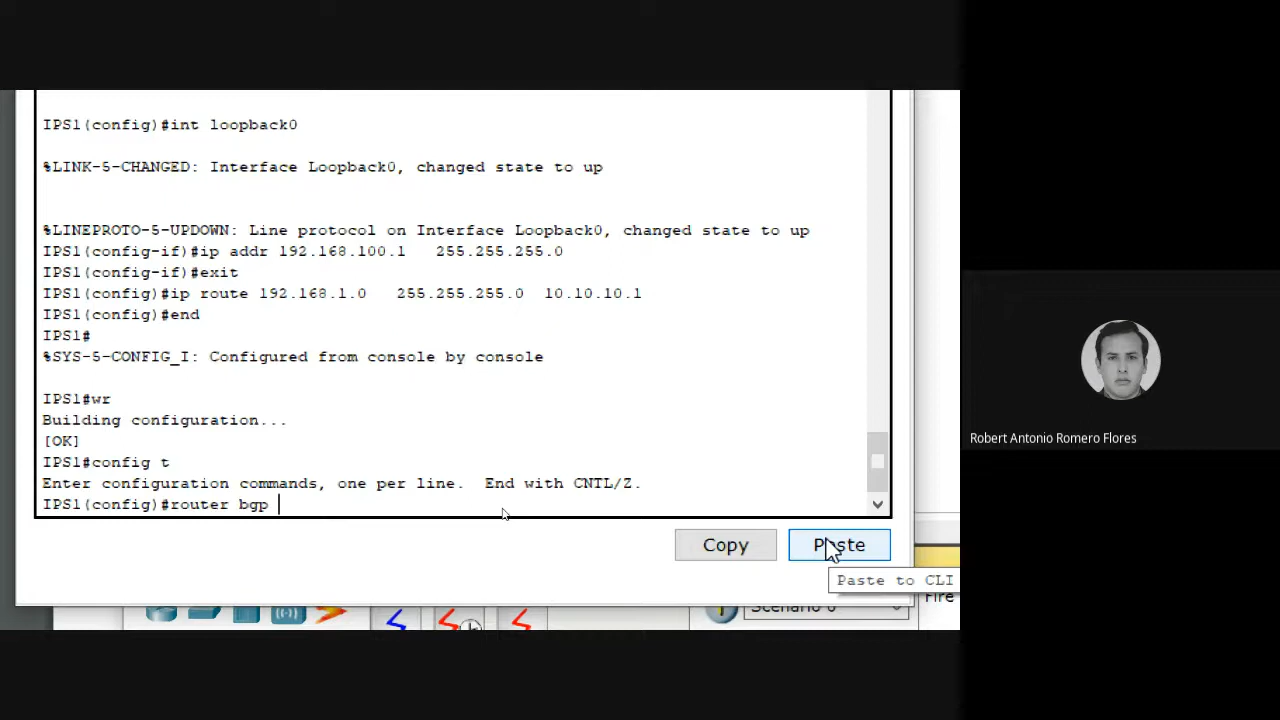 IPS1(config)#int loopback0
%LINK-5-CHANGED: Interface Loopback0, changed state to up
%LINEPROTO-5-UPDOWN: Line protocol on Interface Loopback0, changed state to up
IPS1(config-if)#ip addr 192.168.100.1   255.255.255.0
IPS1(config-if)#exit
IPS1(config)#ip route 192.168.1.0   255.255.255.0  10.10.10.1
IPS1(config)#end
IPS1#
%SYS-5-CONFIG_I: Configured from console by console
IPS1#wr
Building configuration...
[OK]
IPS1#config t
Enter configuration commands, one per line.  End with CNTL/Z.
IPS1(config)#router bgp
Copy
Paste
Paste to CLI
Fire
Scenario 0
Robert Antonio Romero Flores